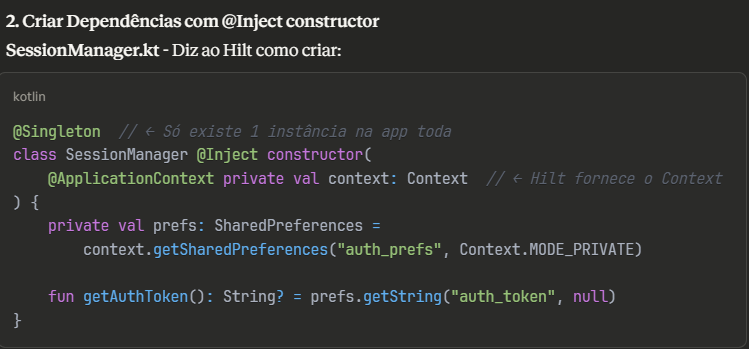 2. Criar Dependências com @Inject constructor
SessionManager.kt - Diz ao Hilt como criar:
kotlin
@Singleton  // ← Só existe 1 instância na app toda
class SessionManager @Inject constructor(
    @ApplicationContext private val context: Context  // ← Hilt fornece o Context
) {
    private val prefs: SharedPreferences =
        context.getSharedPreferences("auth_prefs", Context.MODE_PRIVATE)
    fun getAuthToken(): String? = prefs.getString("auth_token", null)
}